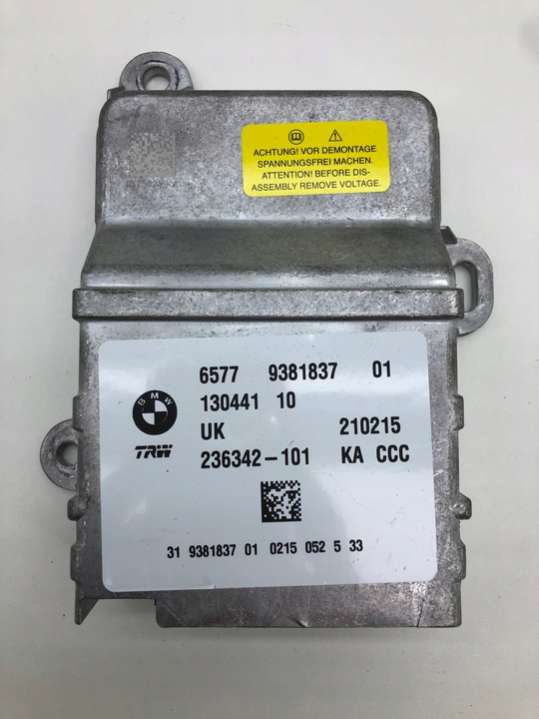 ACHTUNG! VOR DEMONTAGE
SPANNUNGSFREI MACHEN.
ATTENTION! BEFORE DIS-
ASSEMBLY REMOVE VOLTAGE.
6577 9381837 01
BMW
130441 10
UK 210215
TRW 236342-101 KA CCC
31 9381837 01 0215 052 5 33